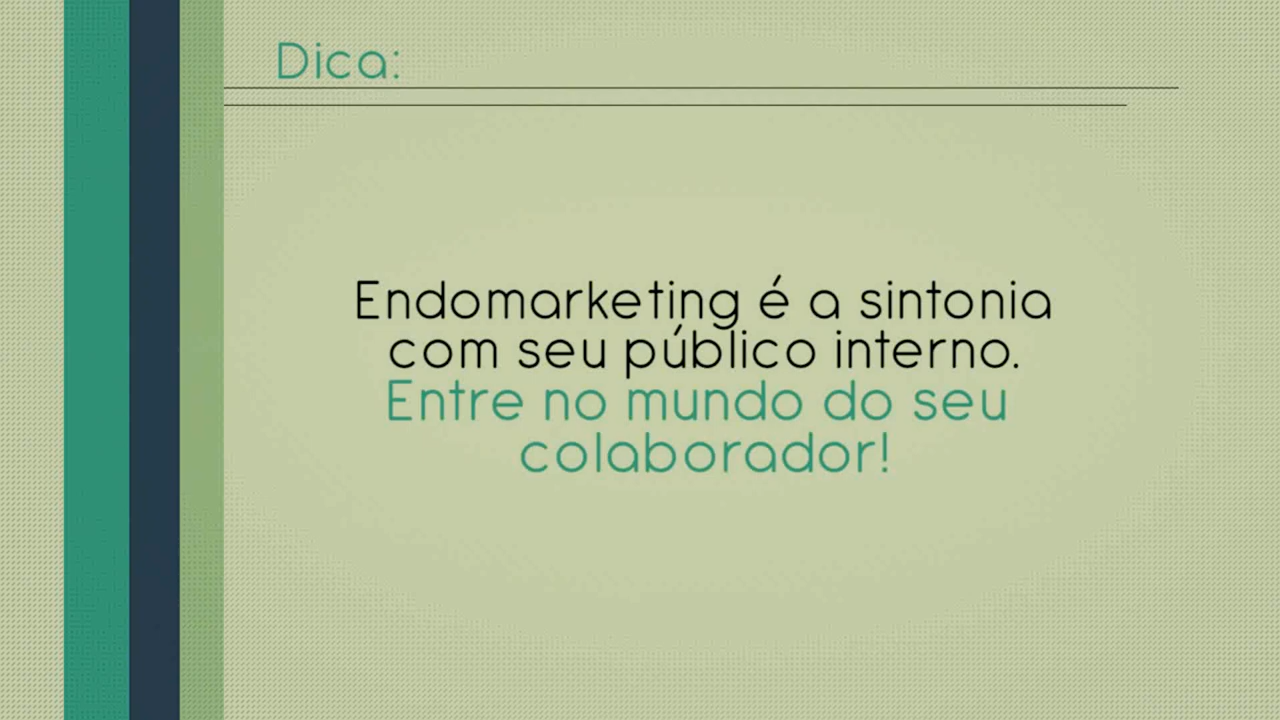 Dica:
Endomarketing é a sintonia
com seu público interno.
Entre no mundo do seu
colaborador!